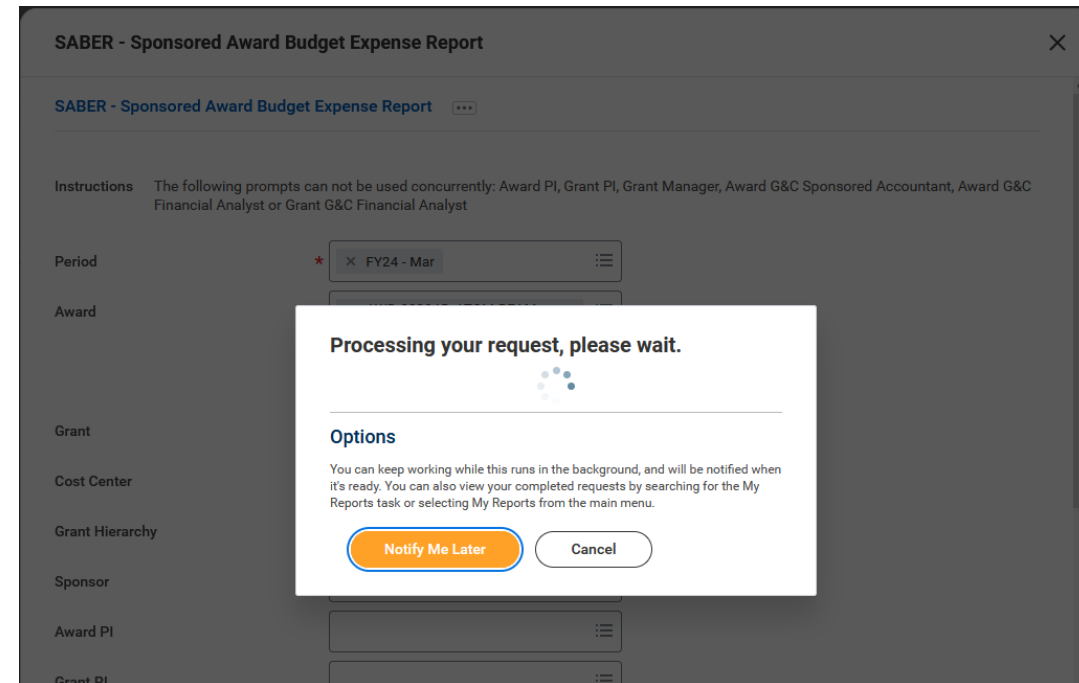 SABER - Sponsored Award Budget Expense Report
SABER - Sponsored Award Budget Expense Report
Instructions The following prompts can not be used concurrently: Award PI, Grant PI, Grant Manager, Award G&C Sponsored Accountant, Award G&C
Financial Analyst or Grant G&C Financial Analyst
Period * × FY24 - Mar
Award
Processing your request, please wait.
Options
You can keep working while this runs in the background, and will be notified when
it's ready. You can also view your completed requests by searching for the My
Reports task or selecting My Reports from the main menu.
Notify Me Later Cancel
Grant
Cost Center
Grant Hierarchy
Sponsor
Award PI
Grant PI